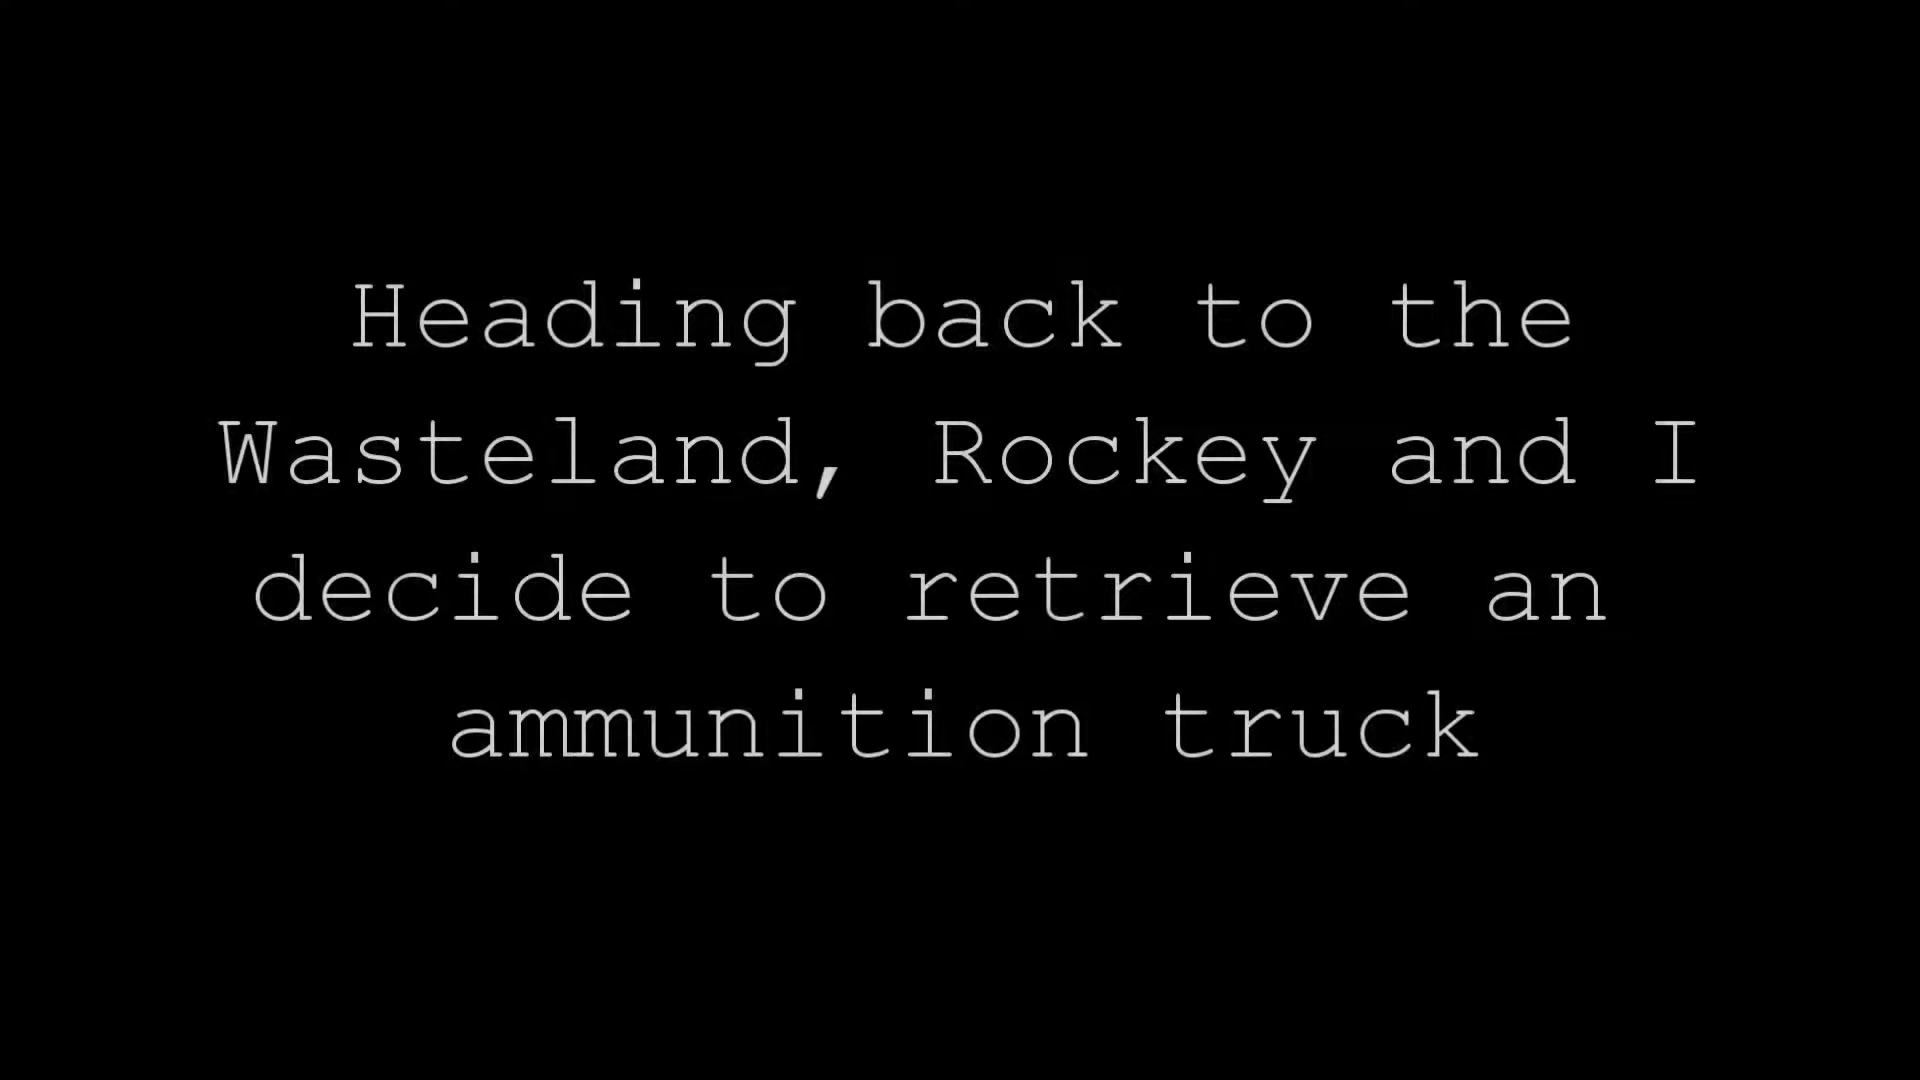 Heading back to the
Wasteland, Rockey and I
decide to retrieve an
ammunition truck